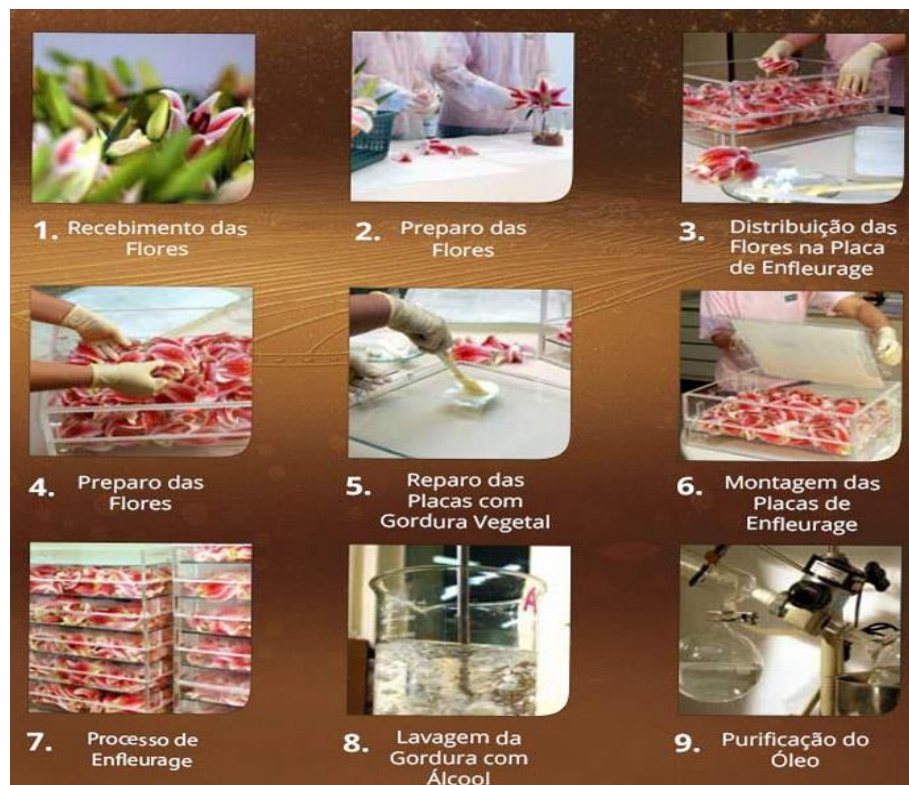 1. Recebimento das
Flores
2. Preparo das
Flores
3. Distribuição das
Flores na Placa
de Enfleurage
4. Preparo das
Flores
5. Reparo das
Placas com
Gordura Vegetal
6. Montagem das
Placas de
Enfleurage
7. Processo de
Enfleurage
8. Lavagem da
Gordura com
Álcool
9. Purificação do
Óleo